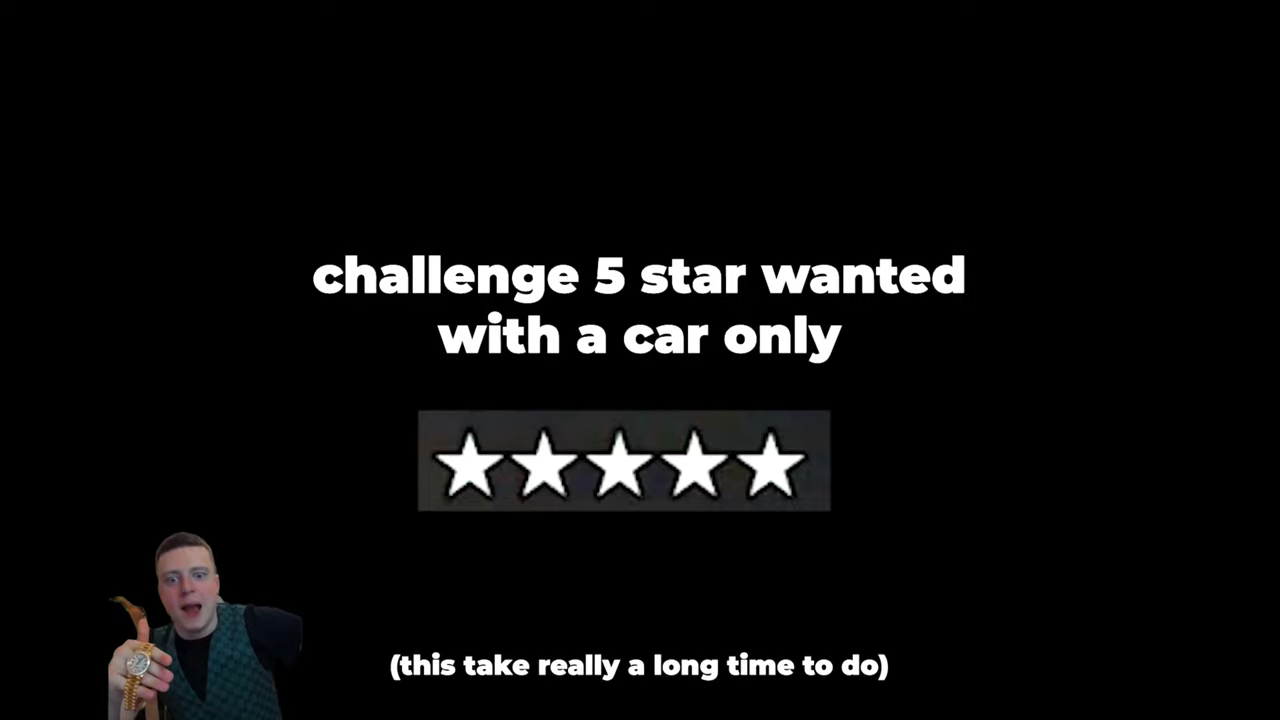 challenge 5 star wanted
with a car only
(this take really a long time to do)